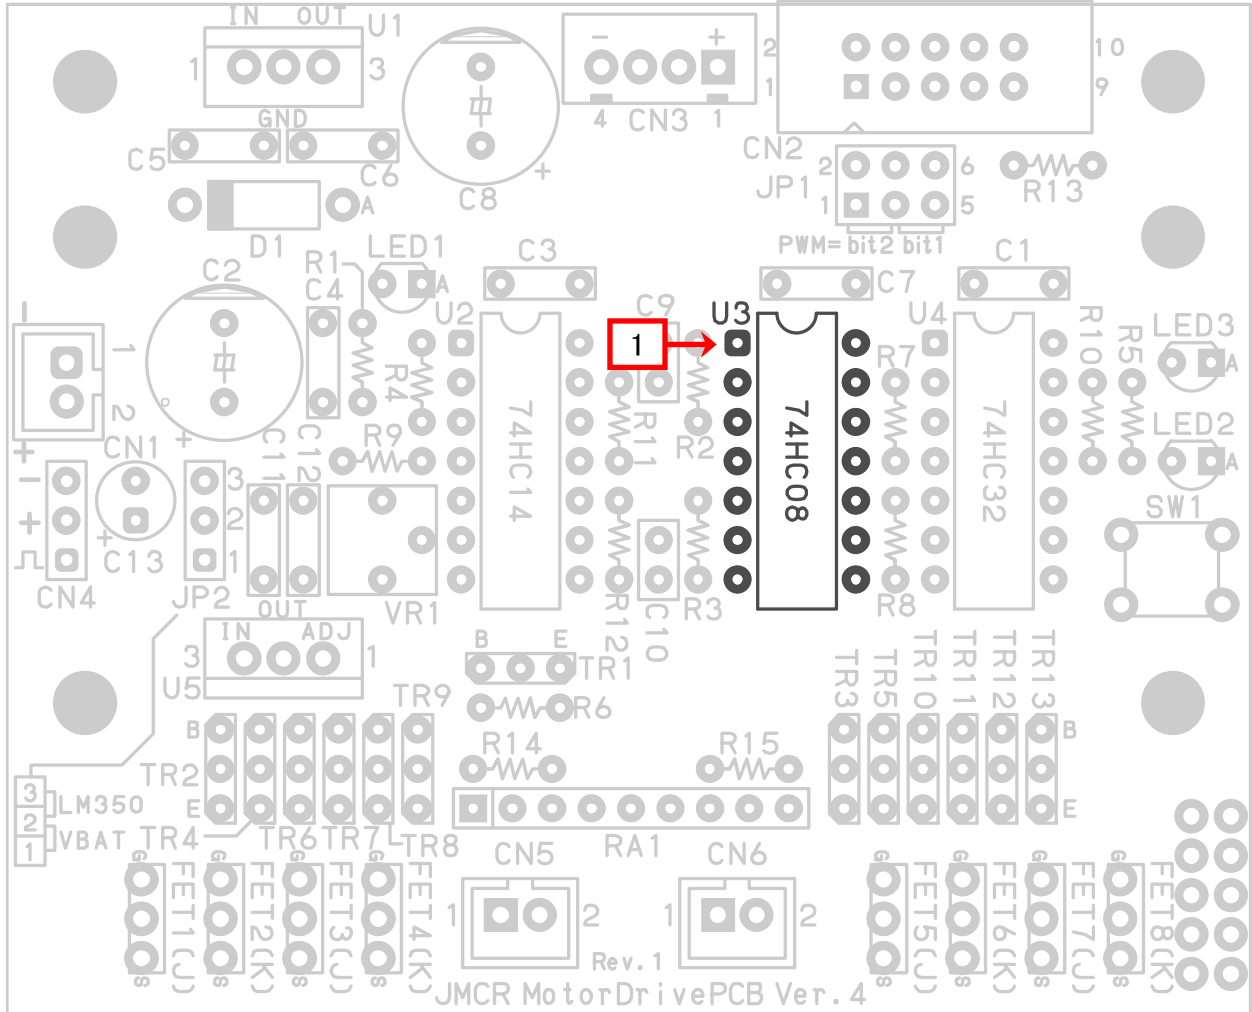 IN OUT
U1
1 3
GND
C5
C6
A
D1
C8
+
- +
4 CN3 1
2 10
1 9
CN2
JP1
2 6
1 5
PWM=bit2 bit1
R13
C2
R1
C4
LED1
A
U2
C3
C9
U3
C7
U4
C1
R10
R5
LED3
A
1
-
1
2
+
CN1
+
R4
R9
C11
C12
74HC14
R11
R2
74HC08
R7
74HC32
LED2
A
SW1
-
+
CN4
+
C13
3
2
1
JP2
VR1
R12
C10
R3
R8
OUT
IN ADJ
3 1
U5
B E
TR1
R6
TR9
TR3
TR5
TR10
TR11
TR12
TR13
B
TR2
E
R14
R15
B
E
3
2
1
LM350
VBAT
TR4
TR6
TR7
TR8
RA1
CN5
CN6
1 2
1 2
G
G
G
G
G
G
G
G
FET1(J)
FET2(K)
FET3(J)
FET4(K)
FET5(J)
FET6(K)
FET7(J)
FET8(K)
S
S
S
S
S
S
S
S
Rev.1
JMCR MotorDrivePCB Ver.4